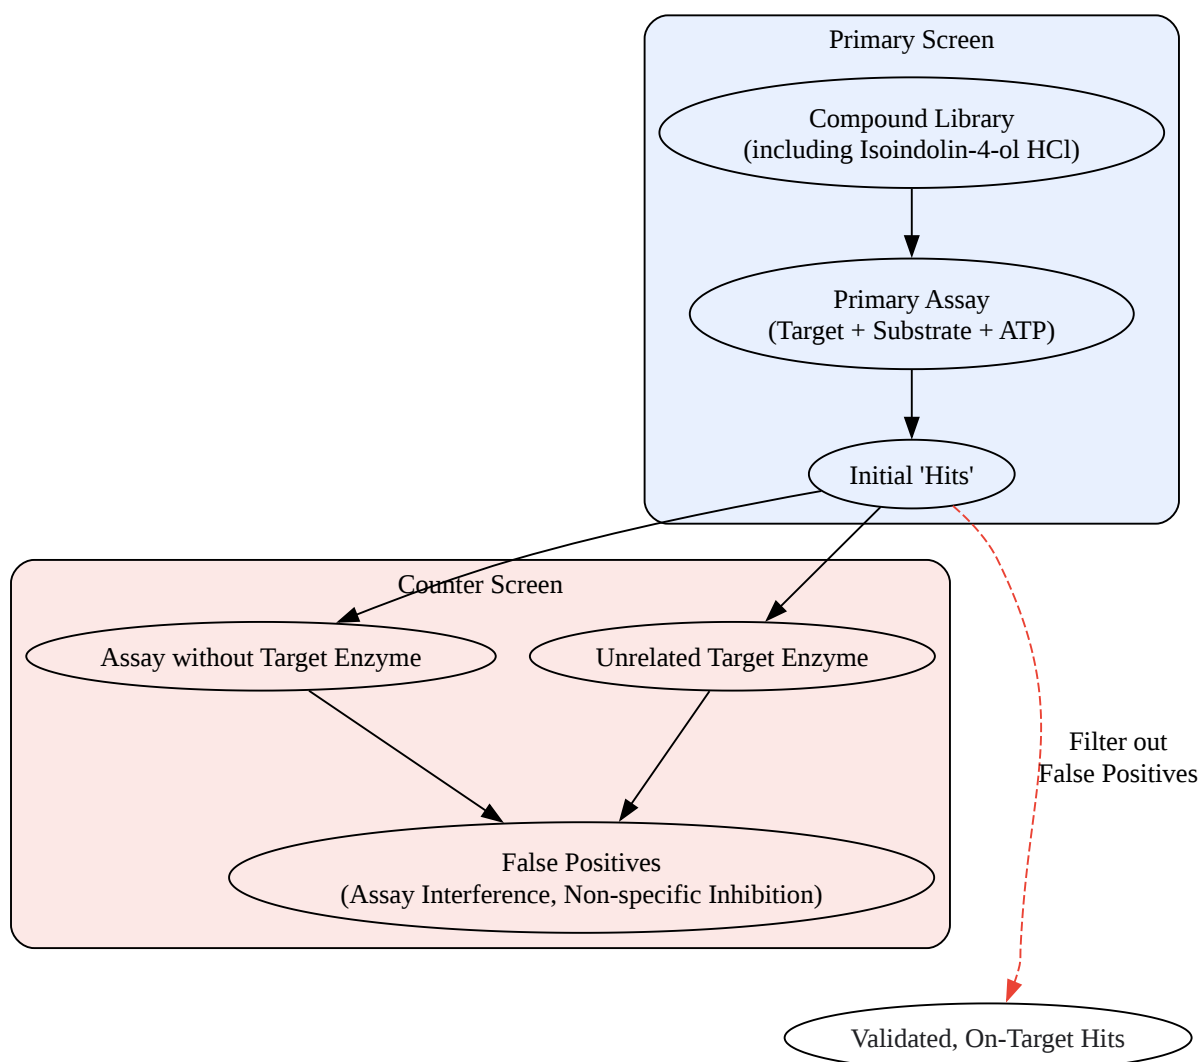 Primary Screen
Compound Library
(including Isoindolin-4-ol HCl)
Primary Assay
(Target + Substrate + ATP)
Initial 'Hits'
Counter Screen
Assay without Target Enzyme
Unrelated Target Enzyme
Filter out
False Positives
False Positives
(Assay Interference, Non-specific Inhibition)
Validated, On-Target Hits